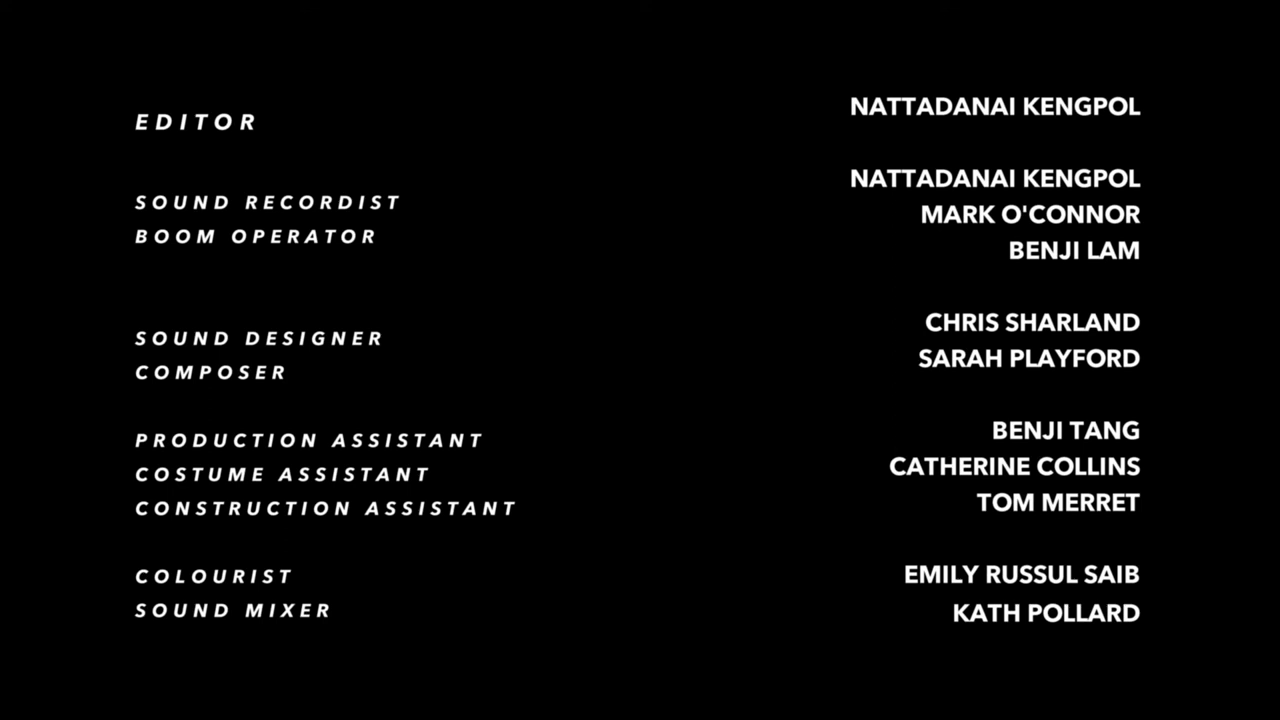 EDITOR
NATTADANAI KENGPOL
SOUND RECORDIST
NATTADANAI KENGPOL
BOOM OPERATOR
MARK O'CONNOR
BENJI LAM
SOUND DESIGNER
CHRIS SHARLAND
COMPOSER
SARAH PLAYFORD
PRODUCTION ASSISTANT
BENJI TANG
COSTUME ASSISTANT
CATHERINE COLLINS
CONSTRUCTION ASSISTANT
TOM MERRET
COLOURIST
EMILY RUSSUL SAIB
SOUND MIXER
KATH POLLARD